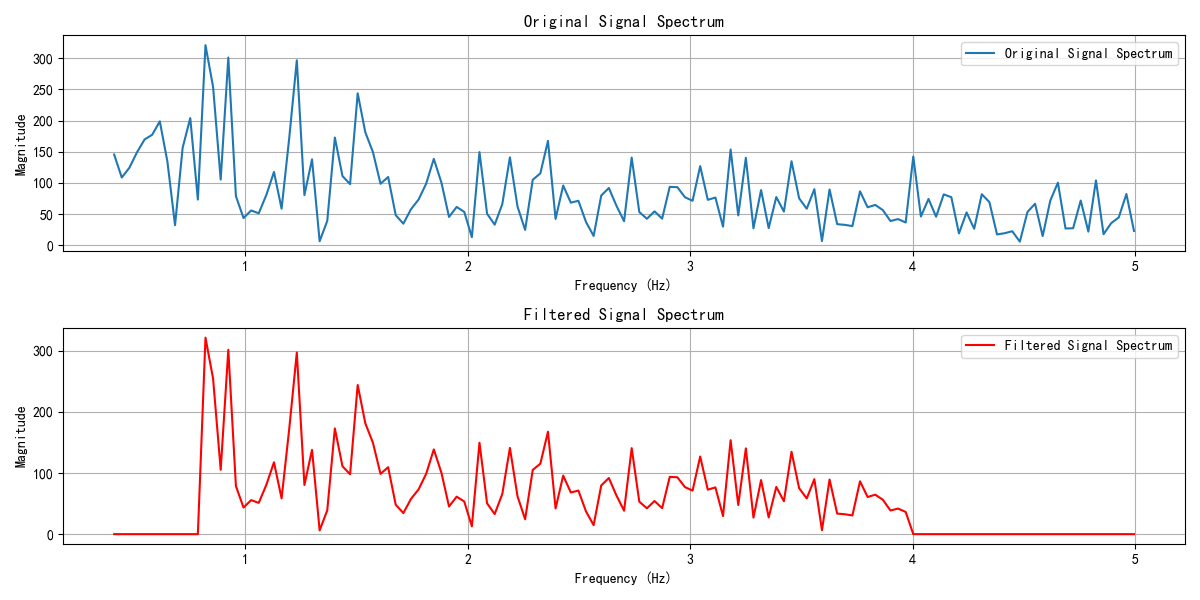 Original Signal Spectrum
Original Signal Spectrum
300
250
200
150
100
50
0
Magnitude
1 2 3 4 5
Frequency (Hz)
Filtered Signal Spectrum
Filtered Signal Spectrum
300
200
100
0
Magnitude
1 2 3 4 5
Frequency (Hz)